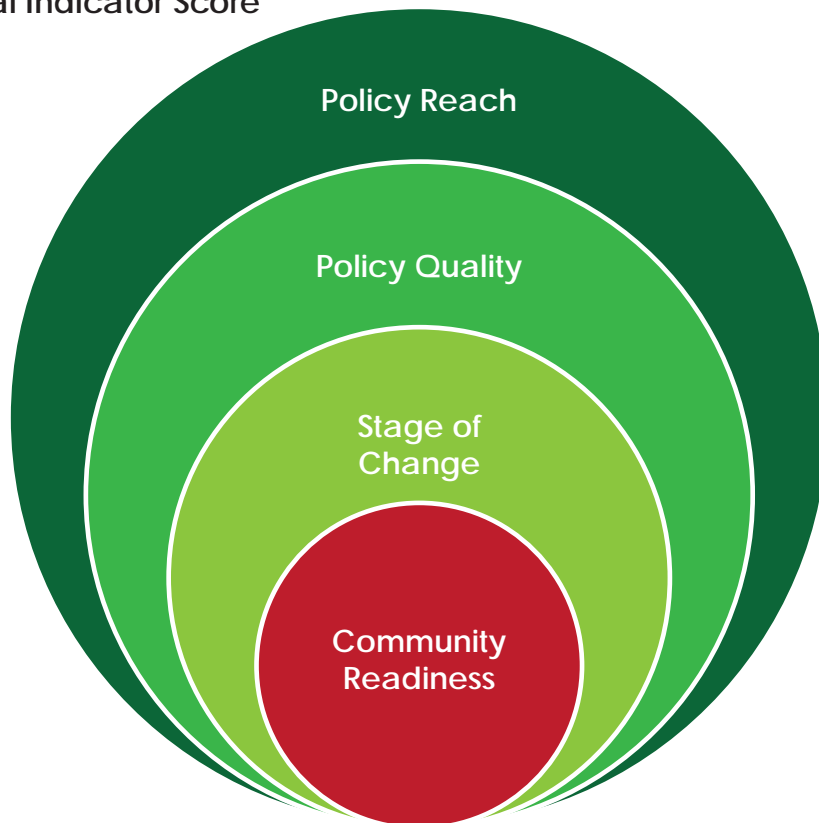 Indicator Score
Policy Reach
Policy Quality
Stage of
Change
Community
Readiness